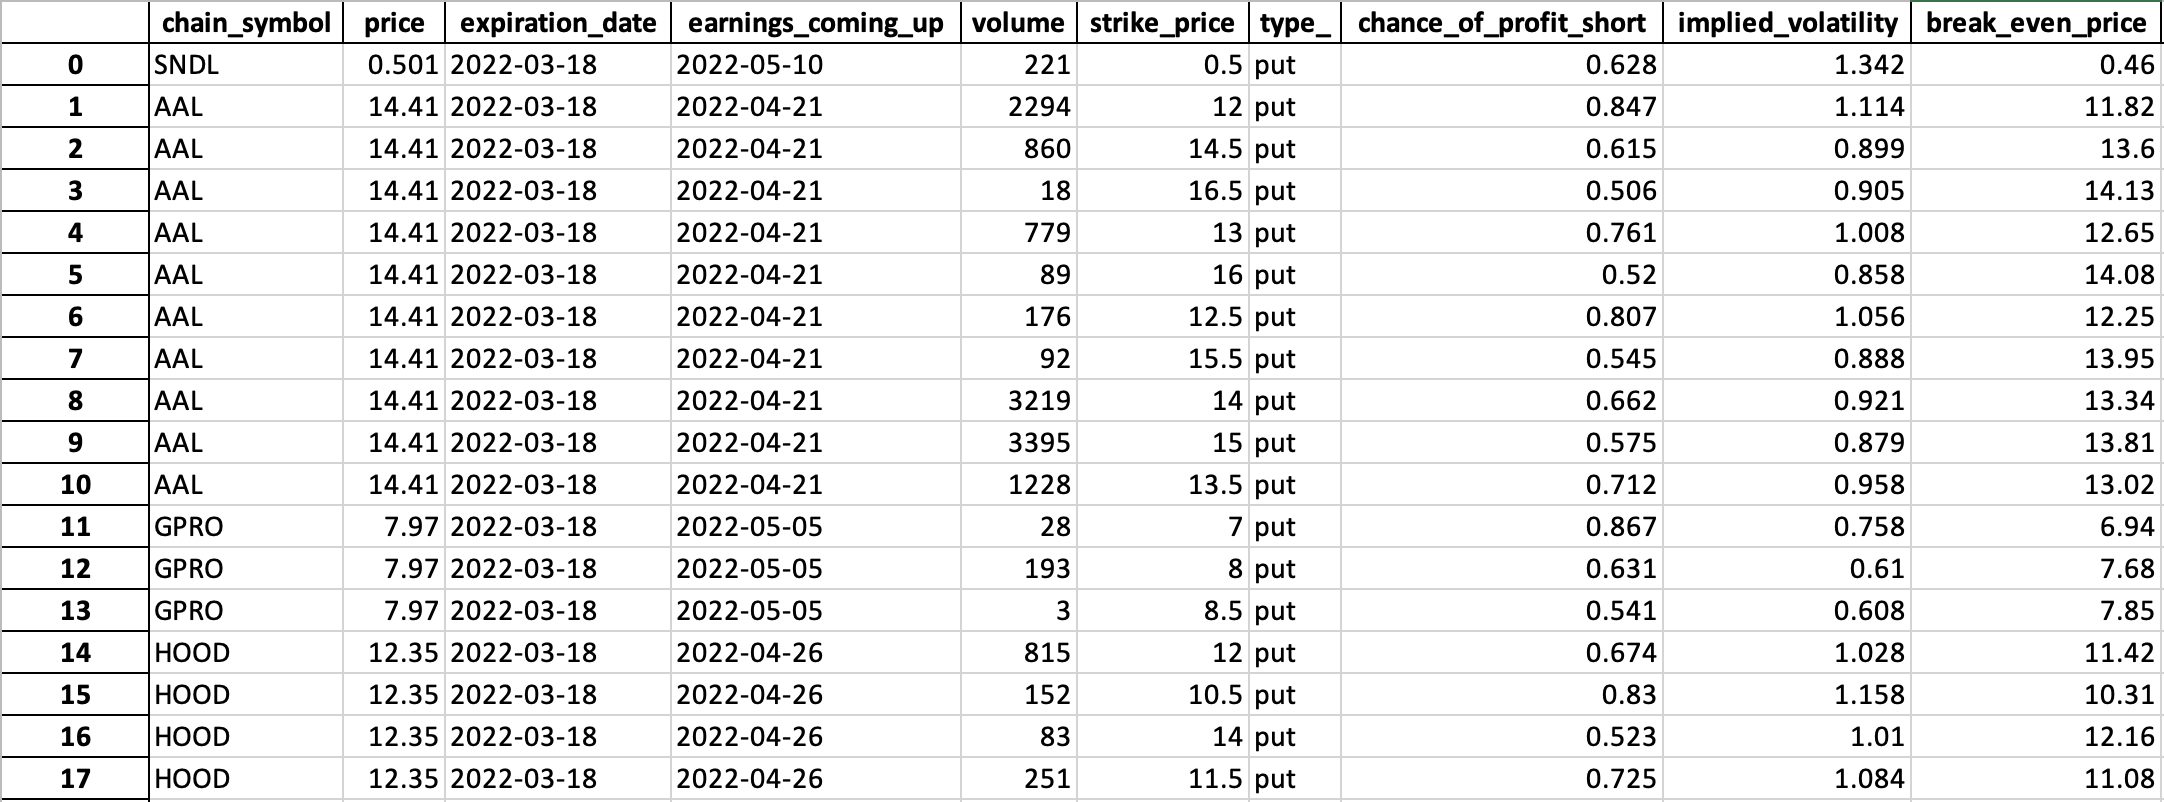 chain_symbol price expiration_date earnings_coming_up volume strike_price type_ chance_of_profit_short implied_volatility break_even_price
0 SNDL 0.501 2022-03-18 2022-05-10 221 0.5 put 0.628 1.342 0.46
1 AAL 14.41 2022-03-18 2022-04-21 2294 12 put 0.847 1.114 11.82
2 AAL 14.41 2022-03-18 2022-04-21 860 14.5 put 0.615 0.899 13.6
3 AAL 14.41 2022-03-18 2022-04-21 18 16.5 put 0.506 0.905 14.13
4 AAL 14.41 2022-03-18 2022-04-21 779 13 put 0.761 1.008 12.65
5 AAL 14.41 2022-03-18 2022-04-21 89 16 put 0.52 0.858 14.08
6 AAL 14.41 2022-03-18 2022-04-21 176 12.5 put 0.807 1.056 12.25
7 AAL 14.41 2022-03-18 2022-04-21 92 15.5 put 0.545 0.888 13.95
8 AAL 14.41 2022-03-18 2022-04-21 3219 14 put 0.662 0.921 13.34
9 AAL 14.41 2022-03-18 2022-04-21 3395 15 put 0.575 0.879 13.81
10 AAL 14.41 2022-03-18 2022-04-21 1228 13.5 put 0.712 0.958 13.02
11 GPRO 7.97 2022-03-18 2022-05-05 28 7 put 0.867 0.758 6.94
12 GPRO 7.97 2022-03-18 2022-05-05 193 8 put 0.631 0.61 7.68
13 GPRO 7.97 2022-03-18 2022-05-05 3 8.5 put 0.541 0.608 7.85
14 HOOD 12.35 2022-03-18 2022-04-26 815 12 put 0.674 1.028 11.42
15 HOOD 12.35 2022-03-18 2022-04-26 152 10.5 put 0.83 1.158 10.31
16 HOOD 12.35 2022-03-18 2022-04-26 83 14 put 0.523 1.01 12.16
17 HOOD 12.35 2022-03-18 2022-04-26 251 11.5 put 0.725 1.084 11.08